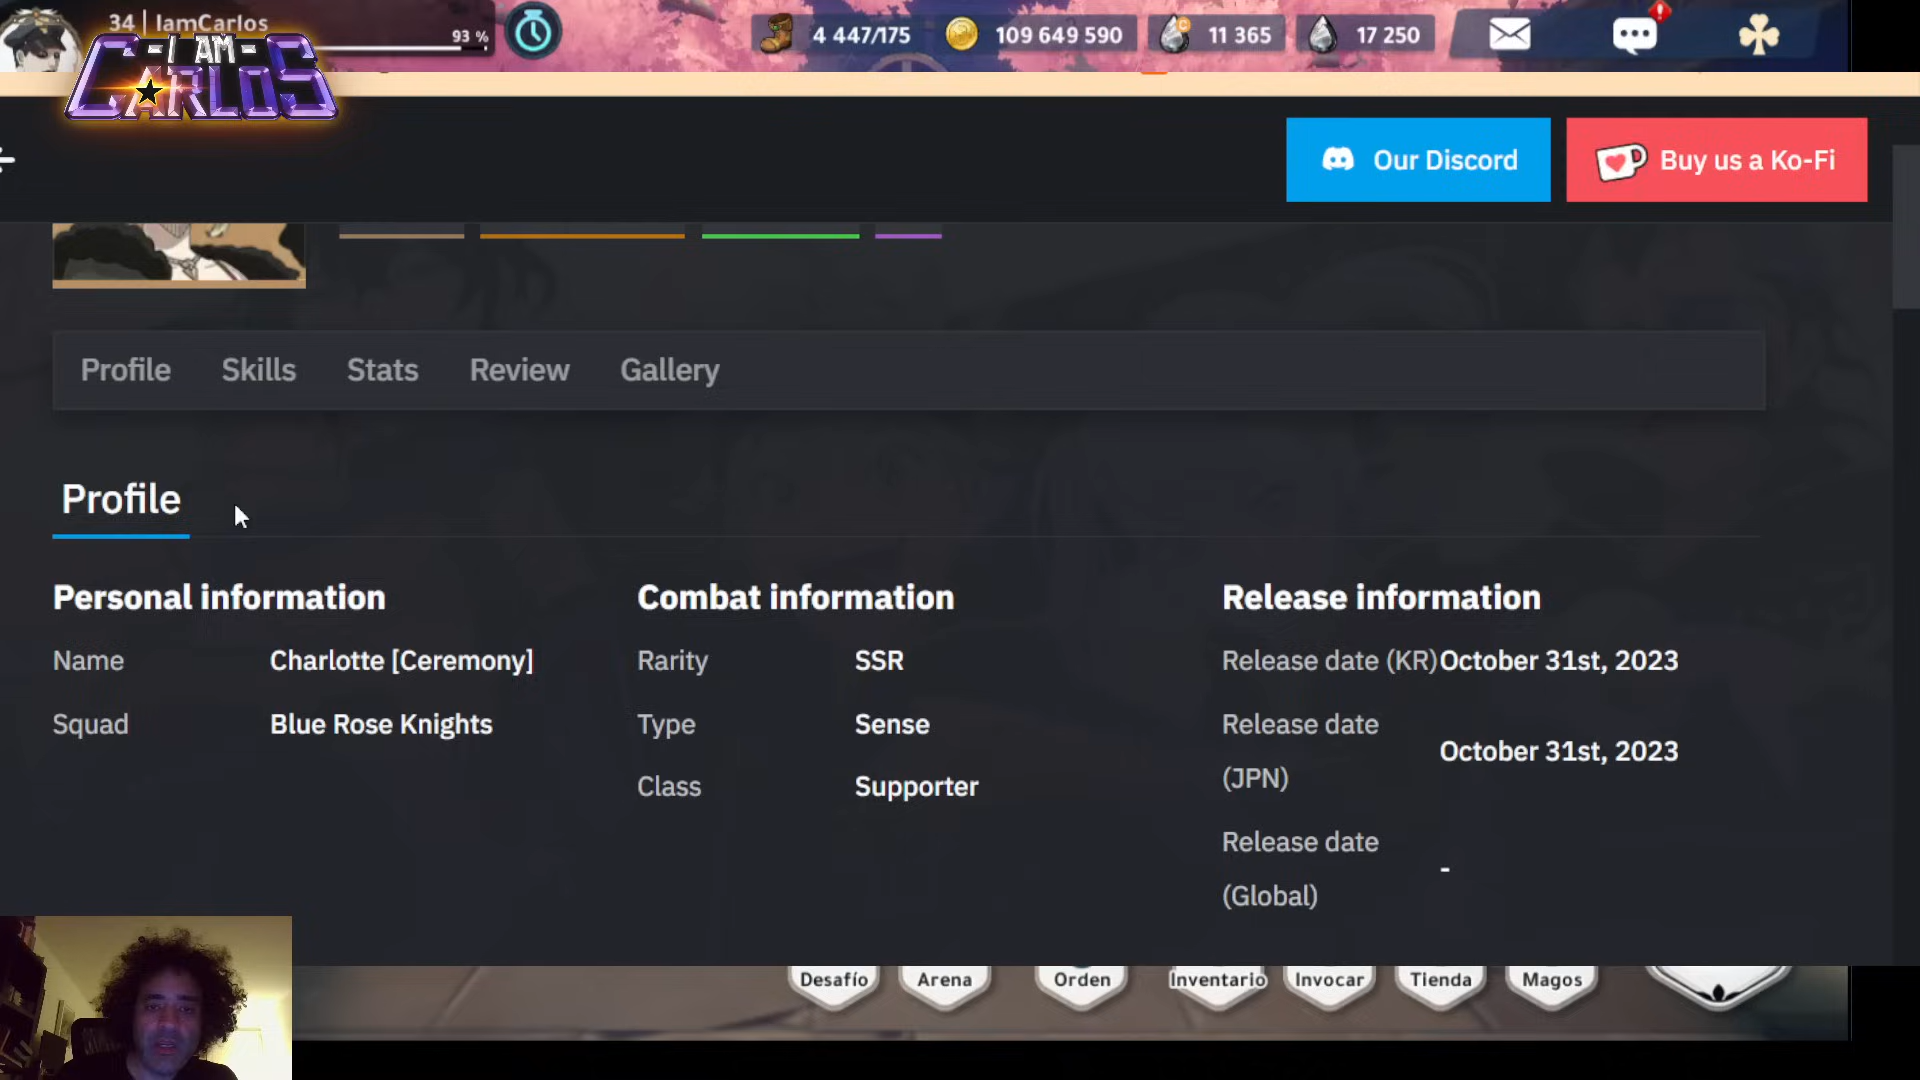 34 | IamCarlos
93 %
4 447/175
109 649 590
11 365
17 250
- I AM -
CARLOS
Our Discord
Buy us a Ko-Fi
Profile
Skills
Stats
Review
Gallery
Profile
Personal information
Name
Charlotte [Ceremony]
Squad
Blue Rose Knights
Combat information
Rarity
SSR
Type
Sense
Class
Supporter
Release information
Release date (KR)
October 31st, 2023
Release date
(JPN)
October 31st, 2023
Release date
(Global)
-
Desafío
Arena
Orden
Inventario
Invocar
Tienda
Magos